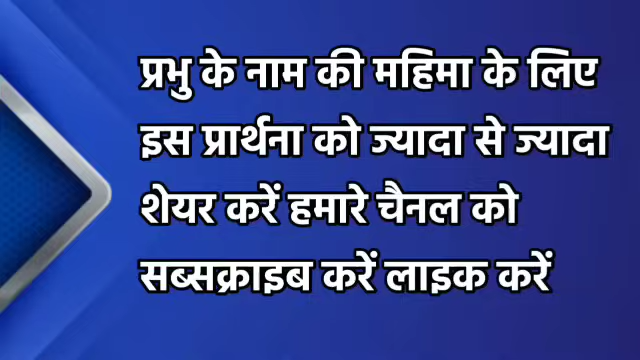 प्रभु के नाम की महिमा के लिए
इस प्रार्थना को ज्यादा से ज्यादा
शेयर करें हमारे चैनल को
सब्सक्राइब करें लाइक करें